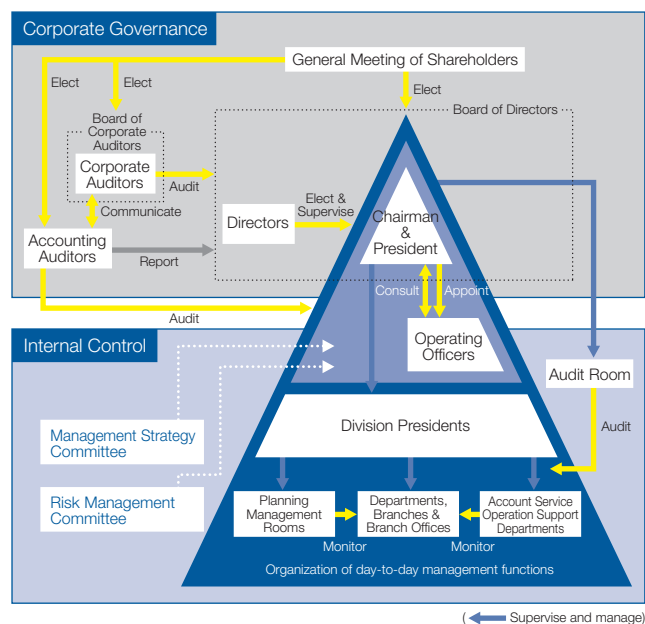 Corporate Governance
General Meeting of Shareholders
Elect
Elect
Elect
Board of Directors
Board of
Corporate
Auditors
Corporate
Auditors
Audit
Communicate
Elect &
Supervise
Directors
Chairman
&
President
Accounting
Auditors
Report
Consult
Appoint
Audit
Internal Control
Operating
Officers
Audit Room
Management Strategy
Committee
Division Presidents
Audit
Risk Management
Committee
Planning
Management
Rooms
Departments,
Branches &
Branch Offices
Account Service
Operation Support
Departments
Monitor
Monitor
Organization of day-to-day management functions
( Supervise and manage)